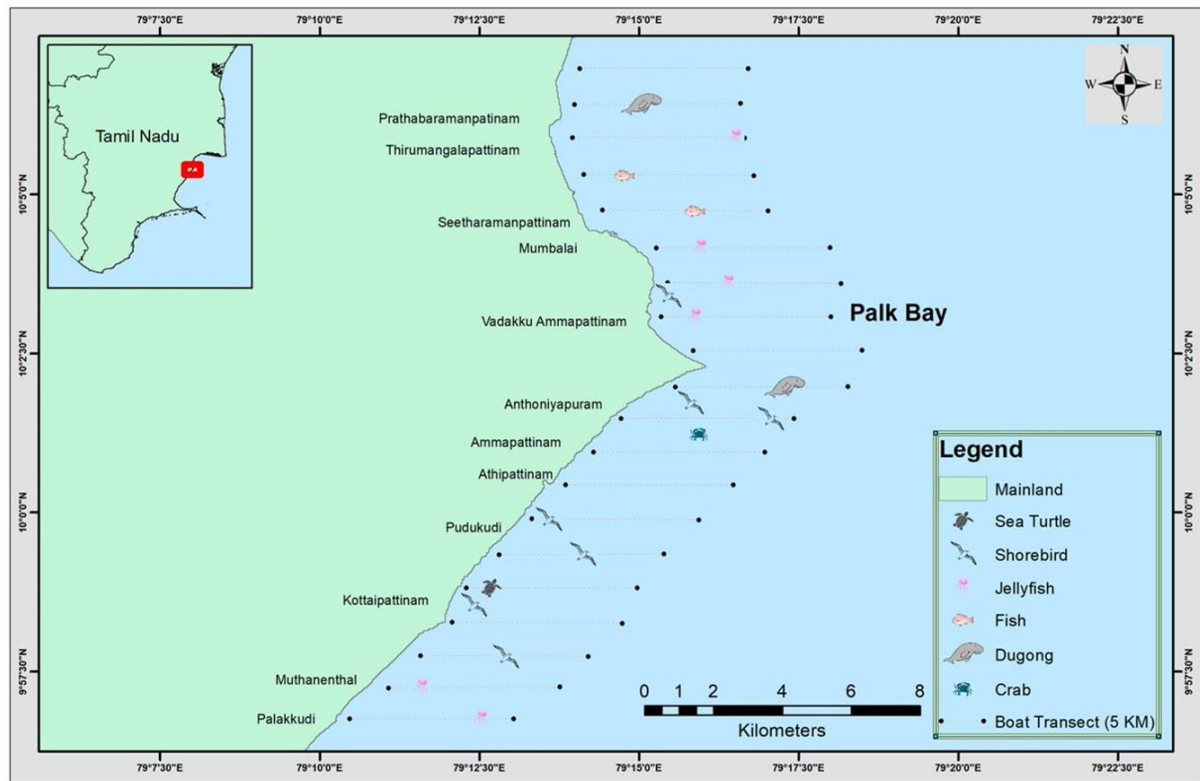 79°7'30"E 79°10'0"E 79°12'30"E 79°15'0"E 79°17'30"E 79°20'0"E 79°22'30"E
Tamil Nadu
N
W E
S
Prathabaramanpatinam
Thirumangalapattinam
10°5'0"N 10°5'0"N
Seetharamanpattinam
Mumbalai
Vadakku Ammapattinam
Palk Bay
10°2'30"N 10°2'30"N
Anthoniyapuram
Ammapattinam
Athipattinam
10°0'0"N 10°0'0"N
Pudukudi
Kottaipattinam
9°57'30"N 9°57'30"N
Muthanenthal
Palakkudi
0 1 2 4 6 8
Kilometers
Legend
Mainland
Sea Turtle
Shorebird
Jellyfish
Fish
Dugong
Crab
Boat Transect (5 KM)
79°7'30"E 79°10'0"E 79°12'30"E 79°15'0"E 79°17'30"E 79°20'0"E 79°22'30"E